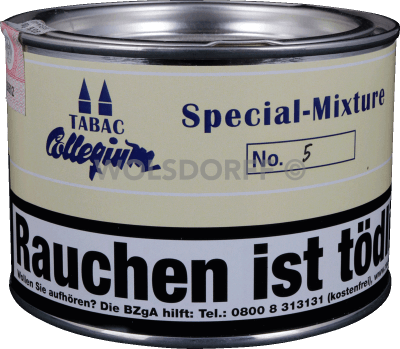 TABAC
Collegium
Special-Mixture
No. 5
WOLSDORFF ©
Rauchen ist tödl
Wollen Sie aufhören? Die BZgA hilft: Tel.: 0800 8 313131 (kostenfrei),